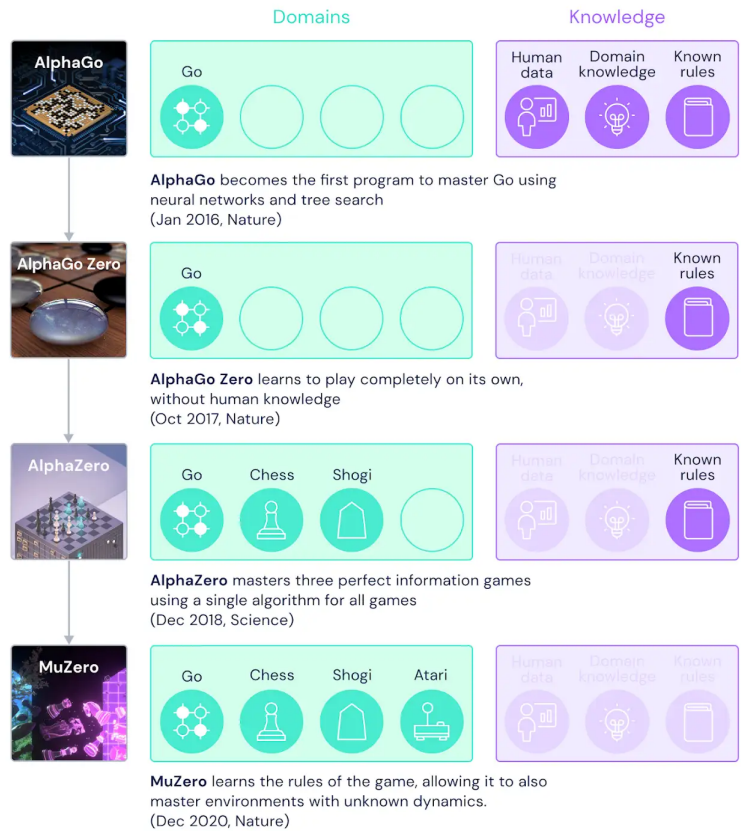 Domains
Knowledge
AlphaGo
Go
Human
data
Domain
knowledge
Known
rules
AlphaGo becomes the first program to master Go using
neural networks and tree search
(Jan 2016, Nature)
AlphaGo Zero
Go
Human
data
Domain
knowledge
Known
rules
AlphaGo Zero learns to play completely on its own,
without human knowledge
(Oct 2017, Nature)
AlphaZero
Go
Chess
Shogi
Human
data
Domain
knowledge
Known
rules
AlphaZero masters three perfect information games
using a single algorithm for all games
(Dec 2018, Science)
MuZero
Go
Chess
Shogi
Atari
Human
data
Domain
knowledge
Known
rules
MuZero learns the rules of the game, allowing it to also
master environments with unknown dynamics.
(Dec 2020, Nature)